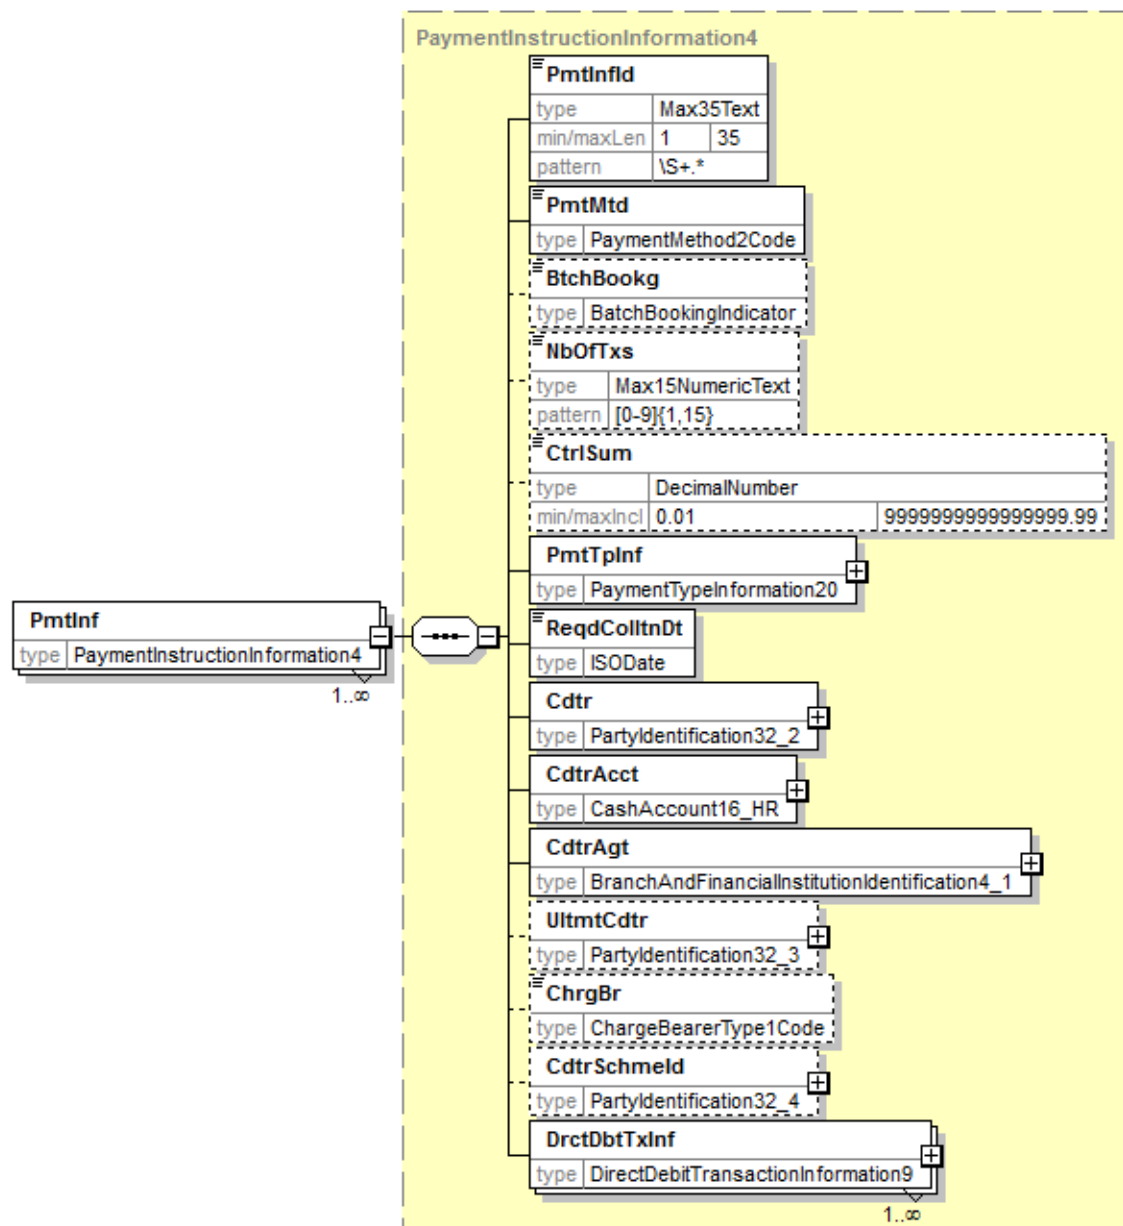 PaymentInstructionInformation4
PmtInfId
type Max35Text
min/maxLen 1 35
pattern \S+.*
PmtMtd
type PaymentMethod2Code
BtchBookg
type BatchBookingIndicator
NbOfTxs
type Max15NumericText
pattern [0-9]{1,15}
CtrlSum
type DecimalNumber
min/maxIncl 0.01 9999999999999999.99
PmtTpInf
type PaymentTypeInformation20
PmtInf
type PaymentInstructionInformation4
1..∞
ReqdColltnDt
type ISODate
Cdtr
type PartyIdentification32_2
CdtrAcct
type CashAccount16_HR
CdtrAgt
type BranchAndFinancialInstitutionIdentification4_1
UltmtCdtr
type PartyIdentification32_3
ChrgBr
type ChargeBearerType1Code
CdtrSchmeId
type PartyIdentification32_4
DrctDbtTxInf
type DirectDebitTransactionInformation9
1..∞